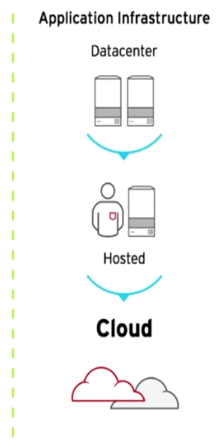 Application Infrastructure
Datacenter
Hosted
Cloud